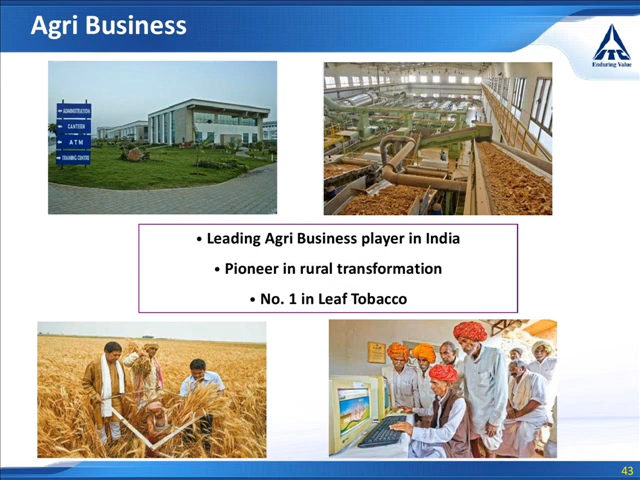 Agri Business
ITC
Enduring Value
ADMINISTRATION
CANTEEN
ATM
TRAINING CENTRE
• Leading Agri Business player in India
• Pioneer in rural transformation
• No. 1 in Leaf Tobacco
43